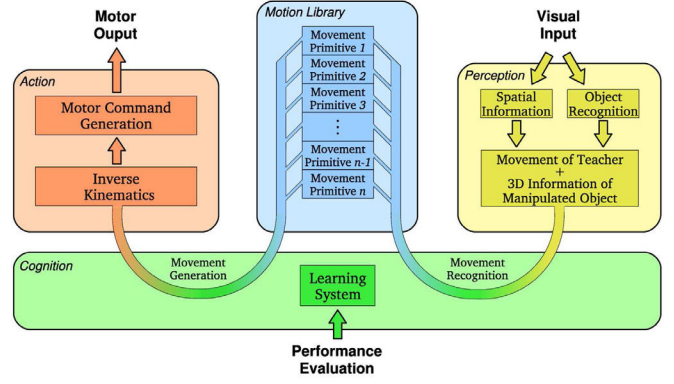 Motor
Ouput
Motion Library
Visual
Input
Action
Motor Command
Generation
Inverse
Kinematics
Movement
Primitive 1
Movement
Primitive 2
Movement
Primitive 3
⋮
Movement
Primitive n-1
Movement
Primitive n
Perception
Spatial
Information
Object
Recognition
Movement of Teacher
+
3D Information of
Manipulated Object
Cognition
Movement
Generation
Learning
System
Movement
Recognition
Performance
Evaluation